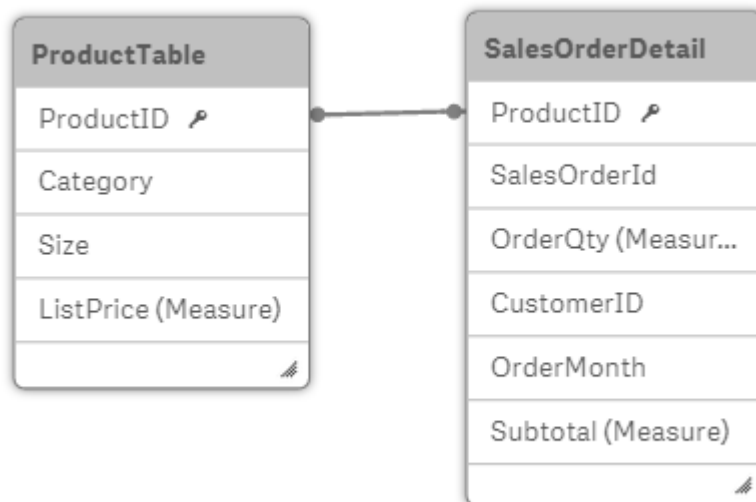 ProductTable
ProductID
Category
Size
ListPrice (Measure)
SalesOrderDetail
ProductID
SalesOrderId
OrderQty (Measur...
CustomerID
OrderMonth
Subtotal (Measure)